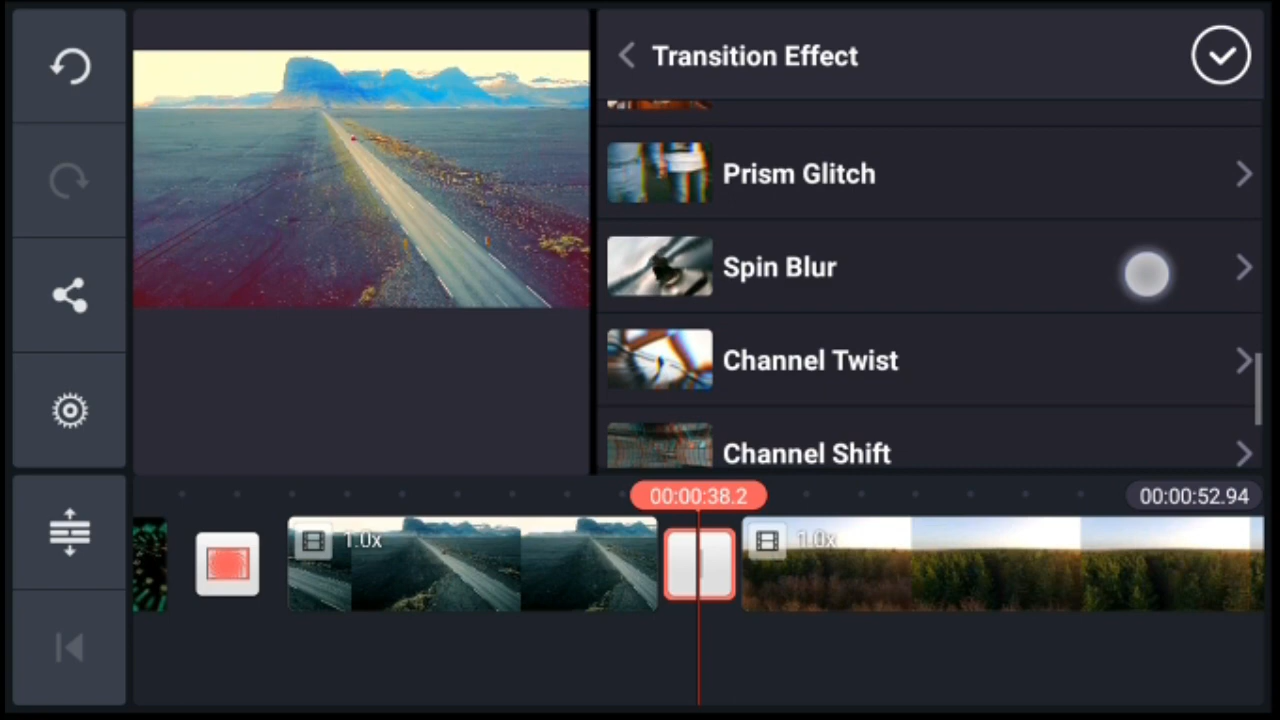 Transition Effect
Prism Glitch
Spin Blur
Channel Twist
Channel Shift
00:00:38.2
00:00:52.94
1.0x
1.0x